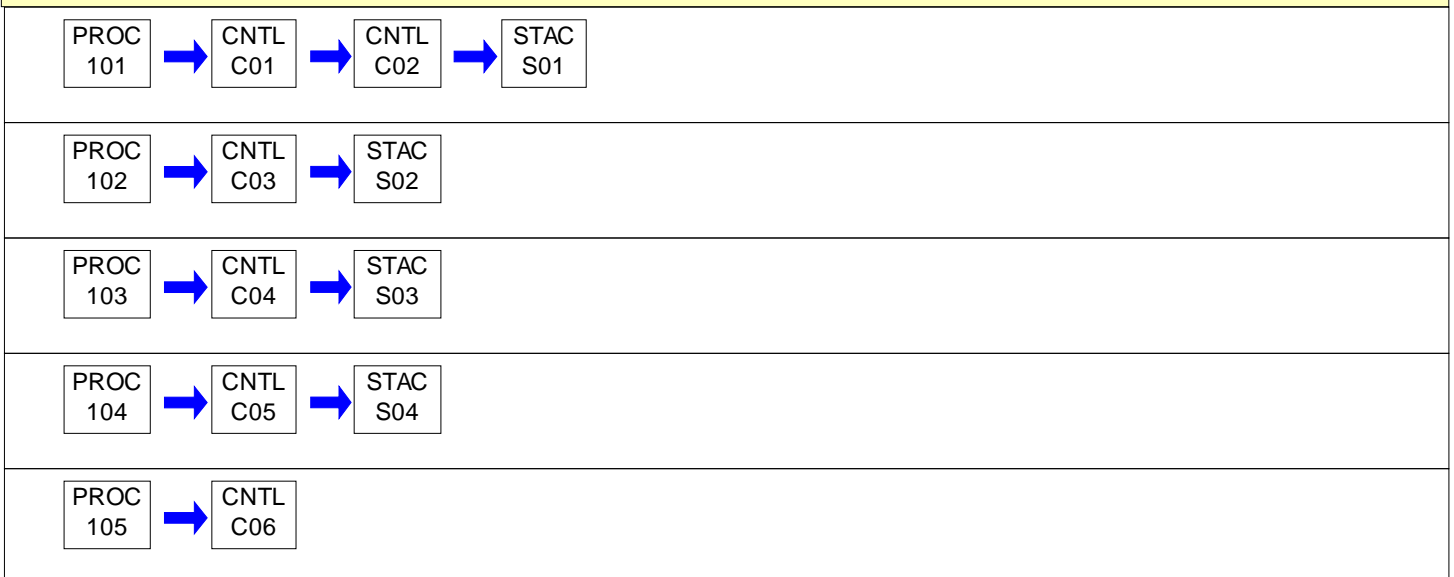 PROC CNTL CNTL STAC
101 C01 C02 S01
PROC CNTL STAC
102 C03 S02
PROC CNTL STAC
103 C04 S03
PROC CNTL STAC
104 C05 S04
PROC CNTL
105 C06